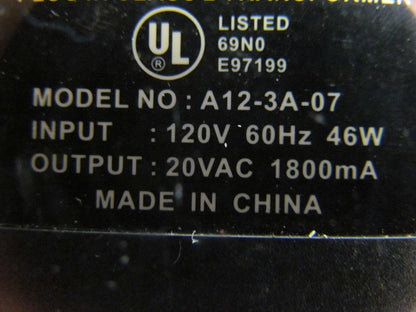 TRANSFORMER
UL
®
LISTED
69N0
E97199
MODEL NO : A12-3A-07
INPUT : 120V 60Hz 46W
OUTPUT : 20VAC 1800mA
MADE IN CHINA